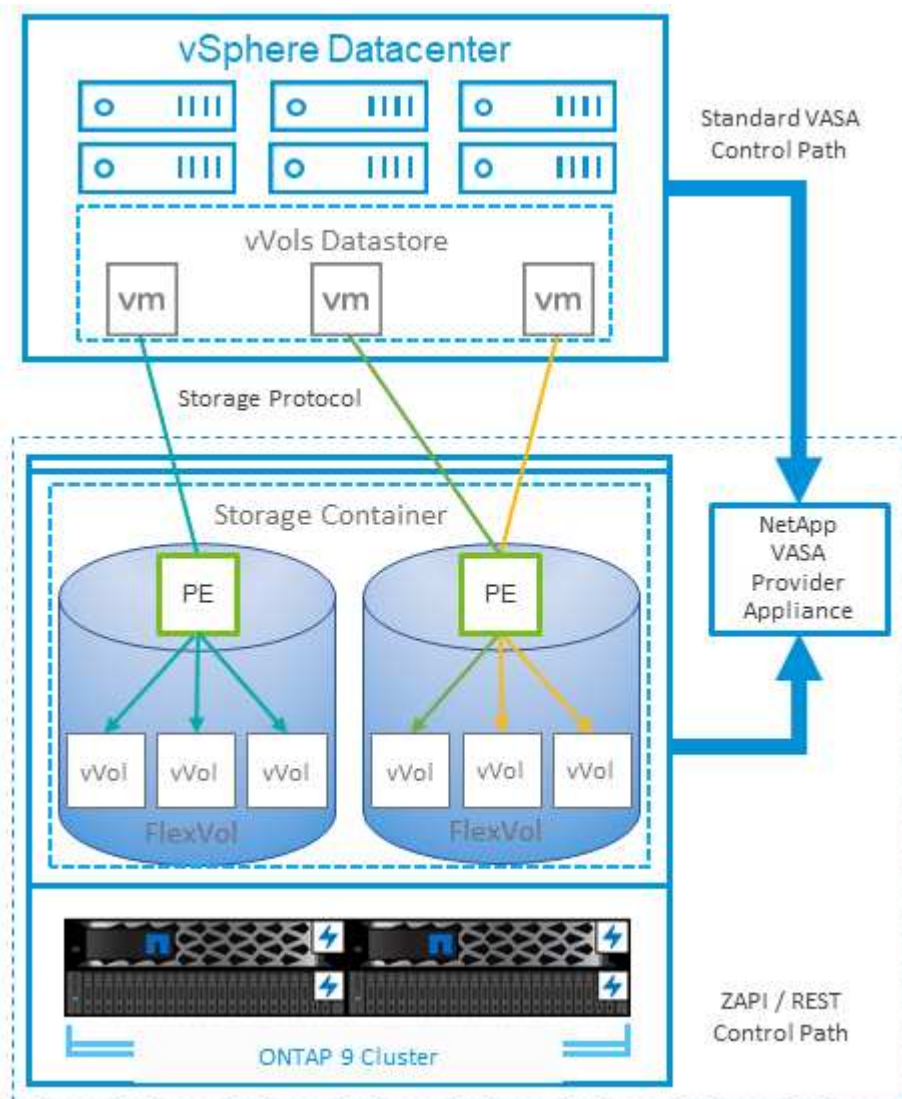 vSphere Datacenter
Standard VASA
Control Path
vVols Datastore
vm
vm
vm
Storage Protocol
Storage Container
NetApp
VASA
Provider
Appliance
PE
PE
vVol
vVol
vVol
vVol
vVol
vVol
FlexVol
FlexVol
ZAPI / REST
Control Path
ONTAP 9 Cluster